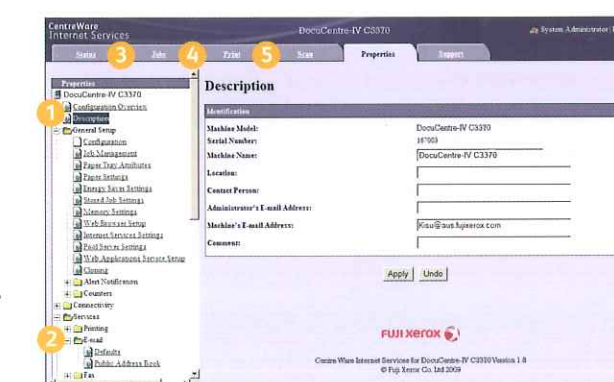 CentreWare
Internet Services
DocuCentre-IV C3370
System Administrator
Status 3 Jobs 4 Print 5 Scan Properties Support
Properties
DocuCentre-IV C3370
Configuration Overview
1 Description
General Setup
Configuration
Job Management
Paper Tray Attributes
Paper Settings
Energy Saver Settings
Stored Job Settings
Memory Settings
Web Browser Setup
Internet Services Settings
Pool Server Settings
Web Applications Service Setup
Cloning
Alert Notification
Counters
Connectivity
Services
Printing
2 E-mail
Defaults
Public Address Book
Fax
Description
Identification
Machine Model: DocuCentre-IV C3370
Serial Number: 167003
Machine Name: DocuCentre-IV C3370
Location:
Contact Person:
Administrator's E-mail Address:
Machine's E-mail Address: Kisu@aus.fujixerox.com
Comment:
Apply Undo
FUJI XEROX
Centre Ware Internet Services for DocuCentre-IV C3370 Version 1.0
© Fuji Xerox Co. Ltd 2009